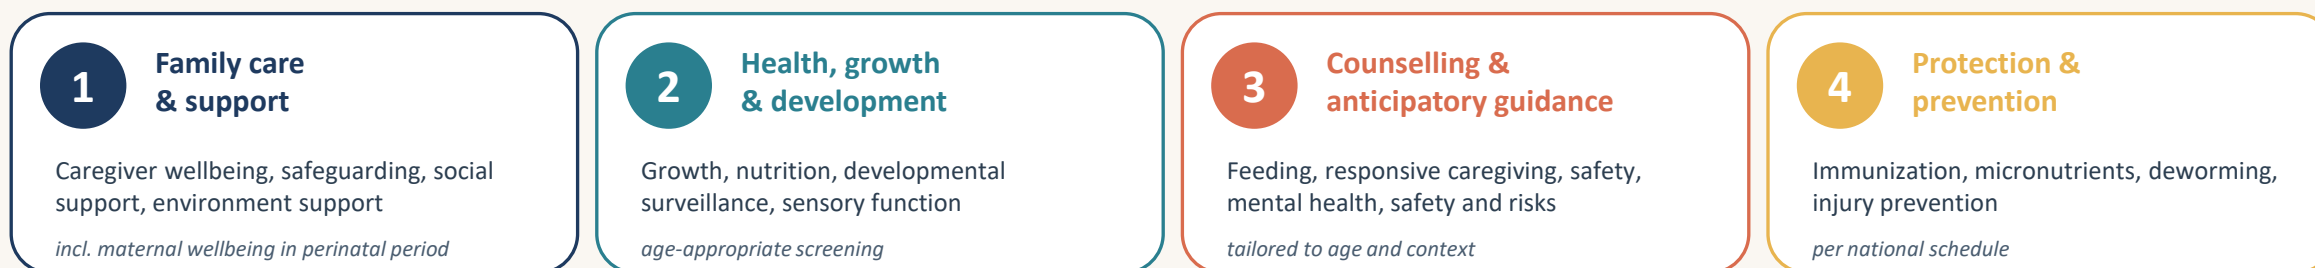 1
Family care
& support
Caregiver wellbeing, safeguarding, social
support, environment support
incl. maternal wellbeing in perinatal period
2
Health, growth
& development
Growth, nutrition, developmental
surveillance, sensory function
age-appropriate screening
3
Counselling &
anticipatory guidance
Feeding, responsive caregiving, safety,
mental health, safety and risks
tailored to age and context
4
Protection &
prevention
Immunization, micronutrients, deworming,
injury prevention
per national schedule